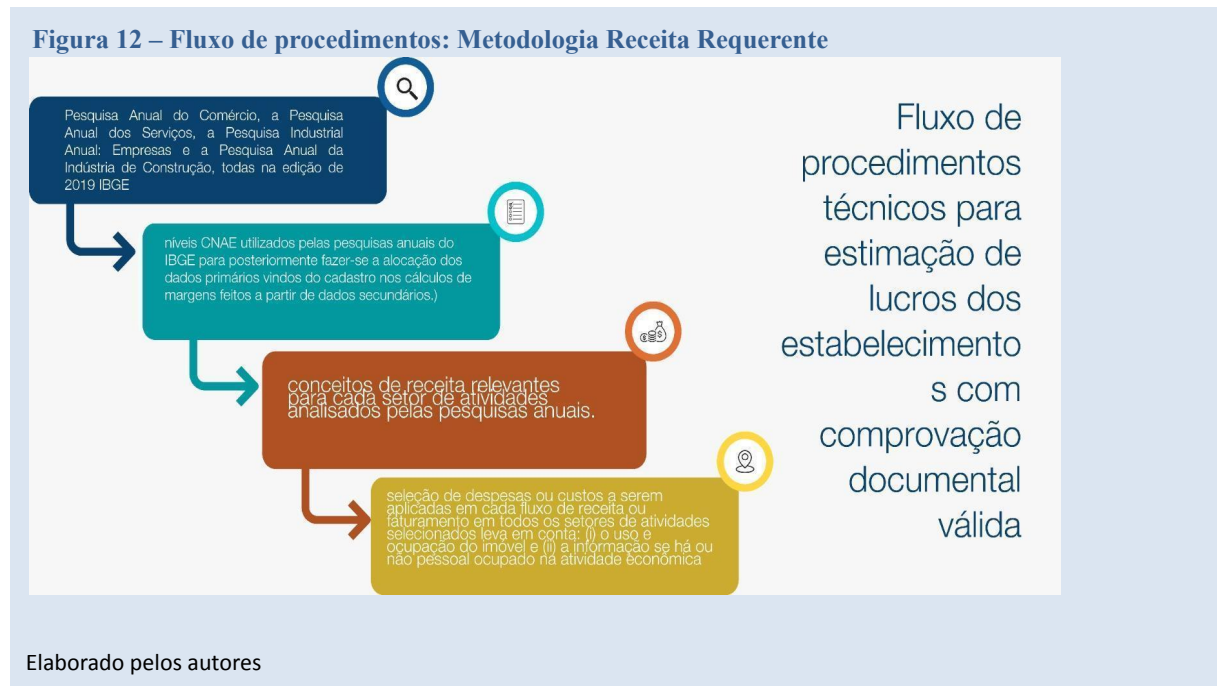 Figura 12 – Fluxo de procedimentos: Metodologia Receita Requerente
Pesquisa Anual do Comércio, a Pesquisa
Anual dos Serviços, a Pesquisa Industrial
Anual: Empresas e a Pesquisa Anual da
Indústria de Construção, todas na edição de
2019 IBGE
níveis CNAE utilizados pelas pesquisas anuais do
IBGE para posteriormente fazer-se a alocação dos
dados primários vindos do cadastro nos cálculos de
margens feitos a partir de dados secundários.)
conceitos de receita relevantes
para cada setor de atividades
analisados pelas pesquisas anuais.
seleção de despesas ou custos a serem
aplicadas em cada fluxo de receita ou
faturamento em todos os setores de atividades
selecionados leva em conta: (i) o uso e
ocupação do imóvel e (ii) a informação se há ou
não pessoal ocupado na atividade econômica
Fluxo de
procedimentos
técnicos para
estimação de
lucros dos
estabelecimento
s com
comprovação
documental
válida
Elaborado pelos autores